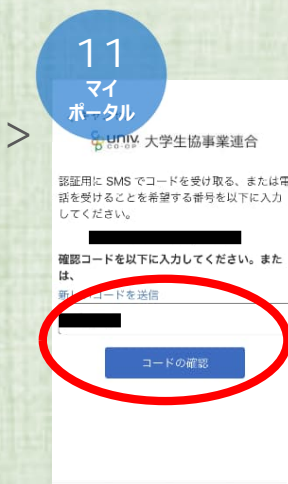 11
マイ
ポータル
>
univ.
CO-OP
大学生協事業連合
認証用に SMS でコードを受け取る、または電
話を受けることを希望する番号を以下に入力
してください。
確認コードを以下に入力してください。また
は、
新しいコードを送信
コードの確認